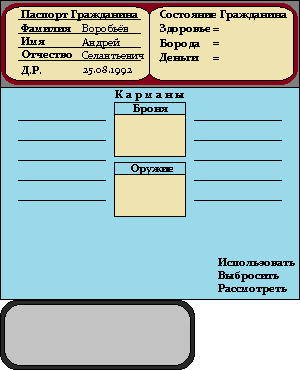 Паспорт Гражданина
Фамилия Воробьёв
Имя Андрей
Отчество Селантьевич
Д.Р. 25.08.1992
Состояние Гражданина
Здоровье =
Борода =
Деньги =
Карманы
Броня
Оружие
Использовать
Выбросить
Рассмотреть